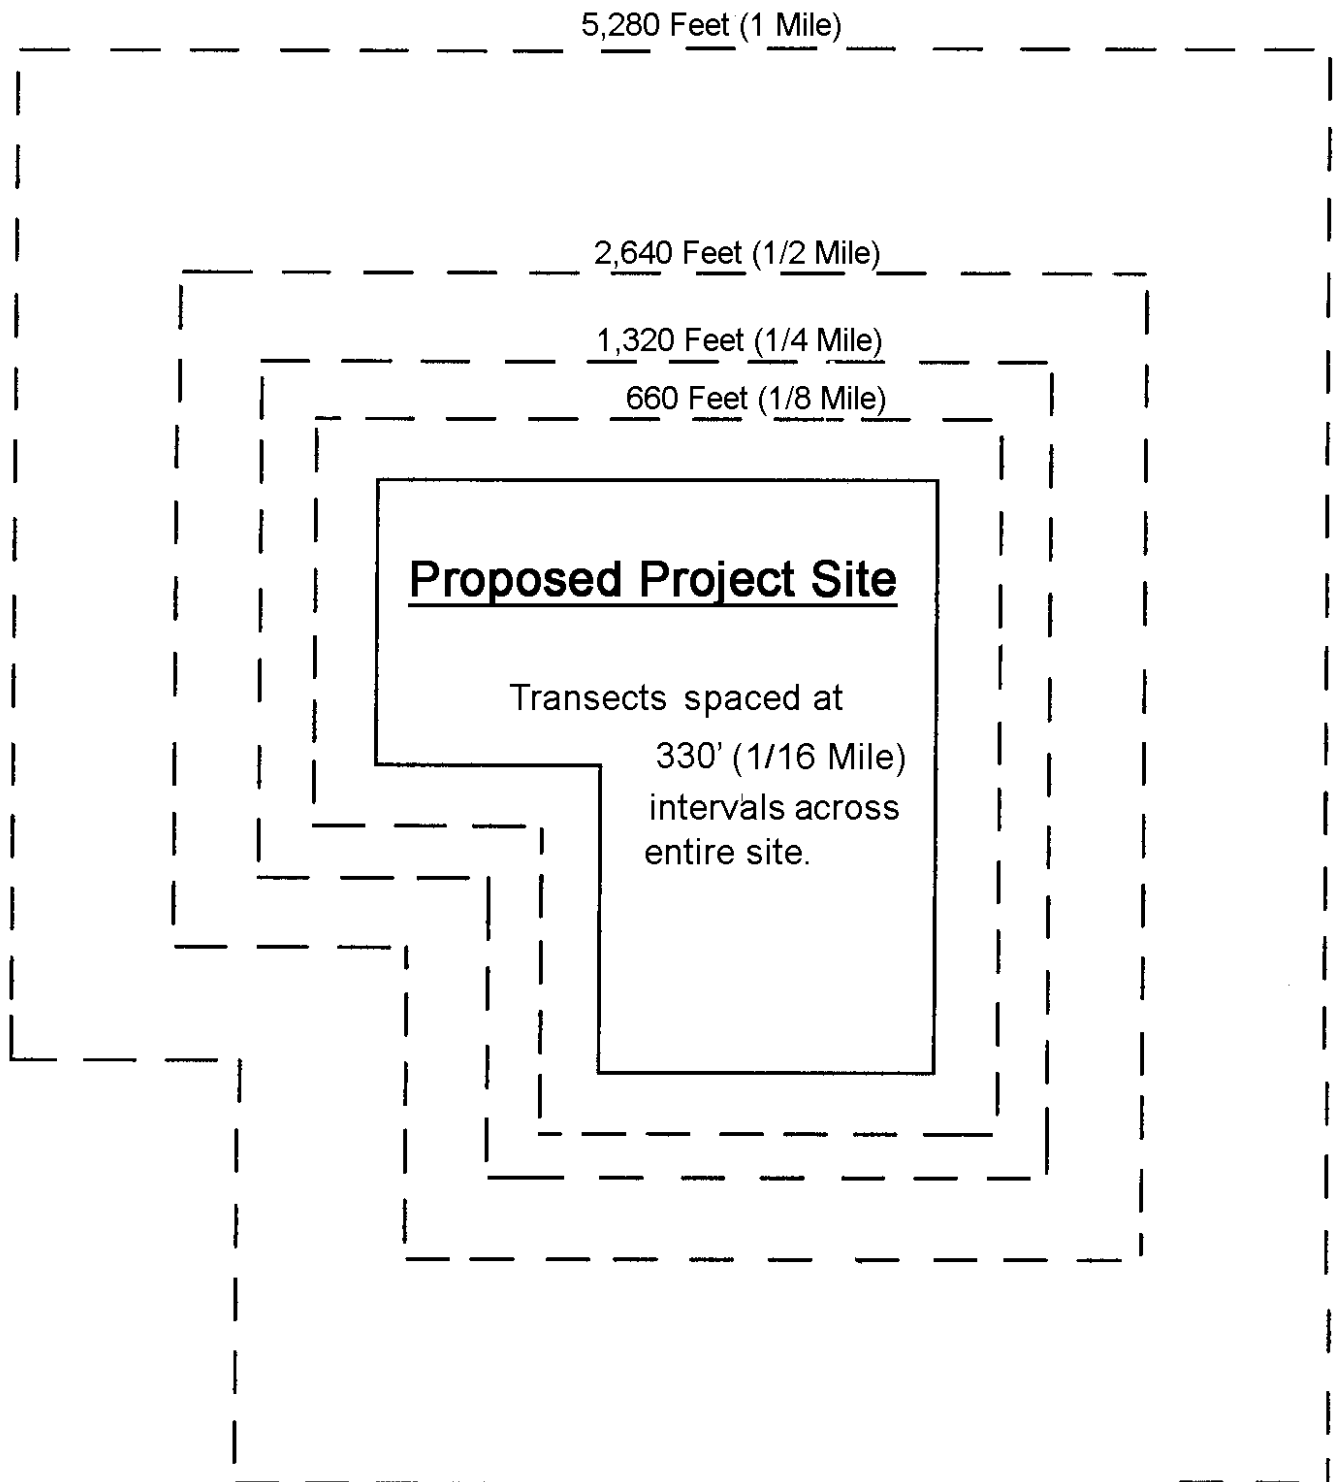 5,280 Feet (1 Mile)
2,640 Feet (1/2 Mile)
1,320 Feet (1/4 Mile)
660 Feet (1/8 Mile)
Proposed Project Site
Transects spaced at
330' (1/16 Mile)
intervals across
entire site.